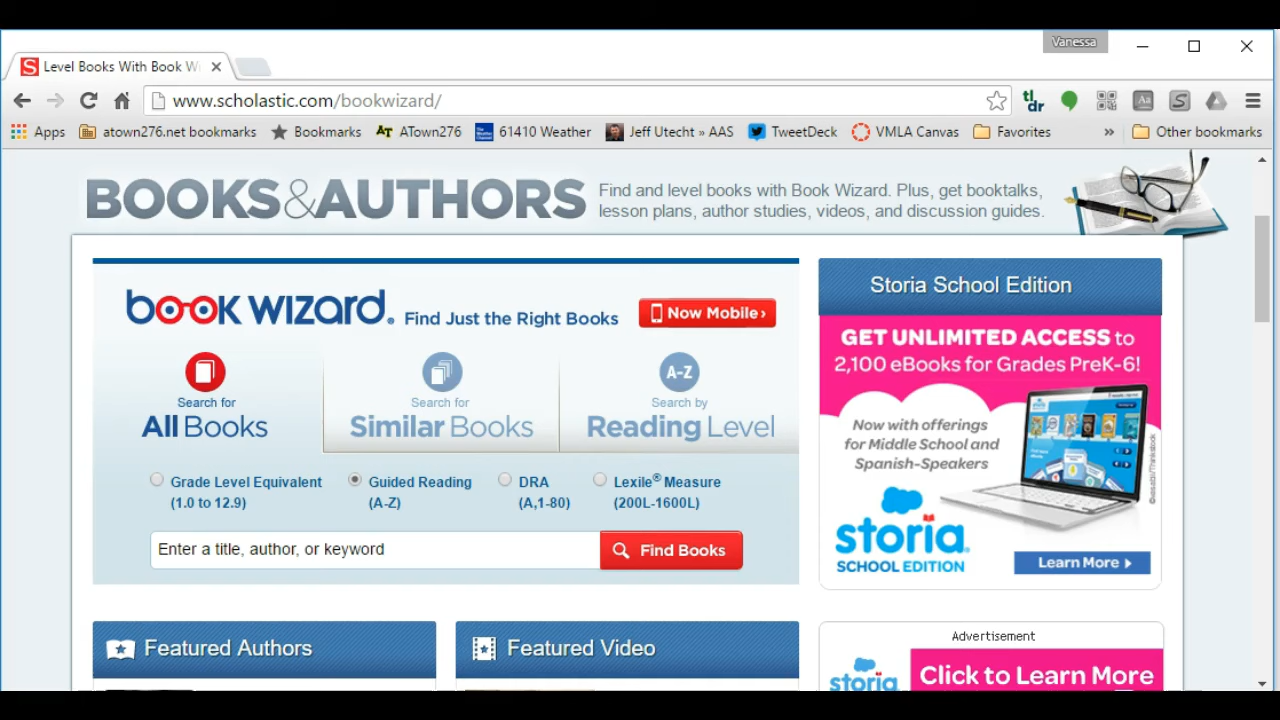 Vanessa
Level Books With Book W
www.scholastic.com/bookwizard/
tl;dr
Aa
S
Apps atown276.net bookmarks Bookmarks ATown276 61410 Weather Jeff Utecht » AAS TweetDeck VMLA Canvas Favorites » Other bookmarks
BOOKS&AUTHORS
Find and level books with Book Wizard. Plus, get booktalks,
lesson plans, author studies, videos, and discussion guides.
book wizard. Find Just the Right Books
Now Mobile ›
Search for
All Books
Search for
Similar Books
A-Z
Search by
Reading Level
Grade Level Equivalent
(1.0 to 12.9)
Guided Reading
(A-Z)
DRA
(A,1-80)
Lexile® Measure
(200L-1600L)
Enter a title, author, or keyword
Find Books
Storia School Edition
GET UNLIMITED ACCESS to
2,100 eBooks for Grades PreK-6!
Now with offerings
for Middle School and
Spanish-Speakers
storia
SCHOOL EDITION
Learn More
Featured Authors
Featured Video
Advertisement
storia
Click to Learn More